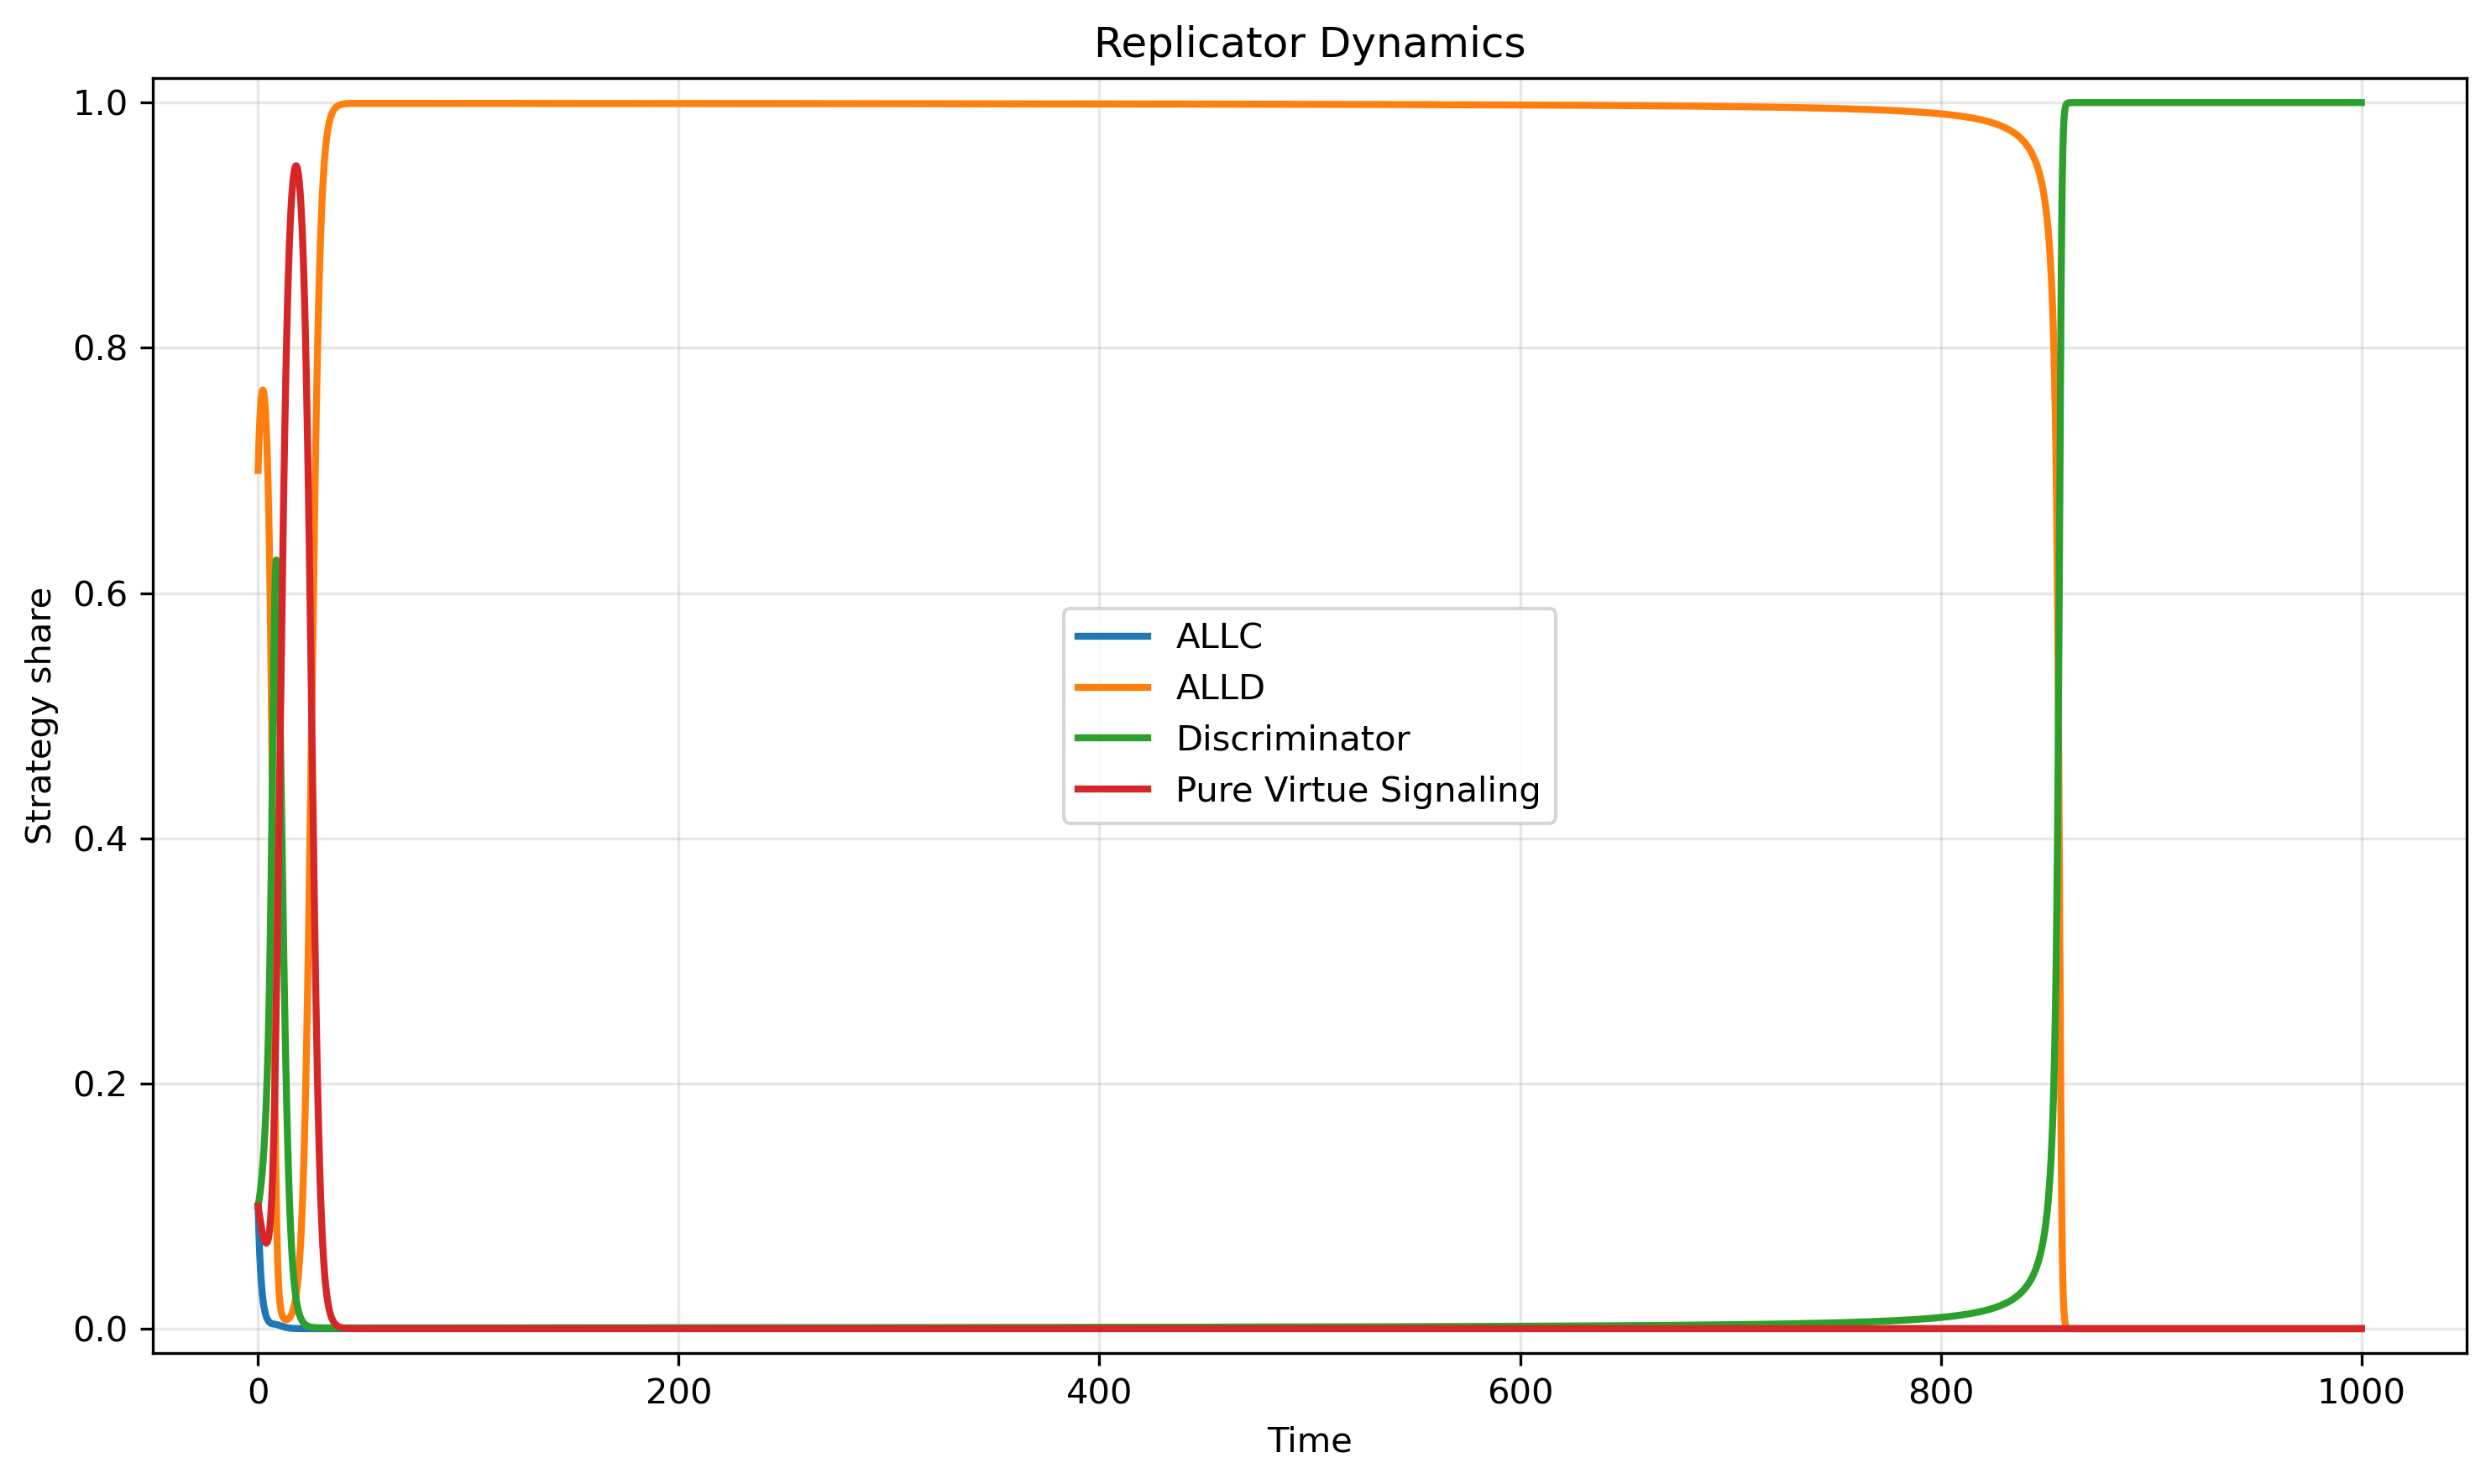 Replicator Dynamics
Strategy share
1.0
0.8
0.6
0.4
0.2
0.0
ALLC
ALLD
Discriminator
Pure Virtue Signaling
0
200
400
600
800
1000
Time